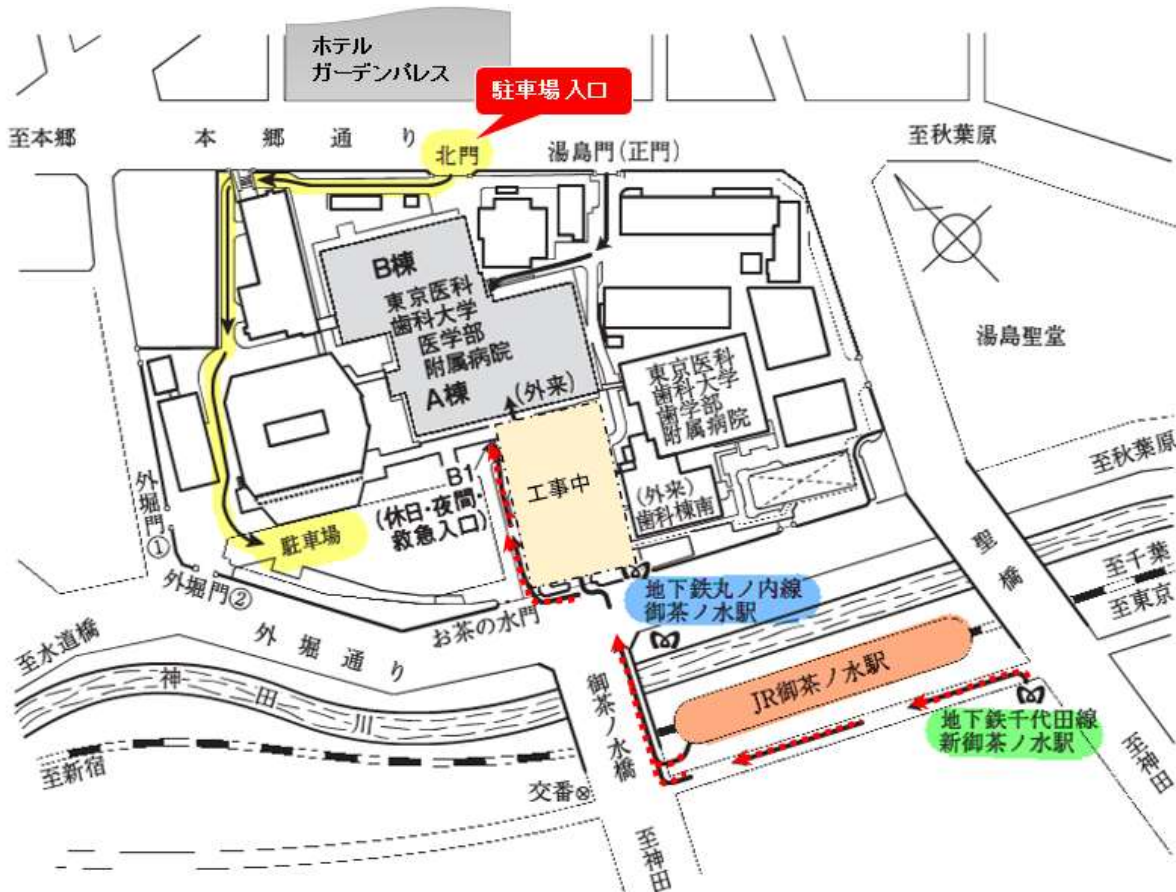 ホテル
ガーデンパレス
駐車場 入口
至本郷
本郷通り
北門
湯島門(正門)
至秋葉原
B棟
東京医科
歯科大学
医学部
附属病院
A棟
(外来)
東京医科
歯科大学
歯学部
附属病院
湯島聖堂
工事中
(外来)
歯科棟南
B1
(休日・夜間・
救急入口)
駐車場
外堀門①
外堀門②
お茶の水門
地下鉄丸ノ内線
御茶ノ水駅
聖橋
至秋葉原
至千葉
至東京
至水道橋
外堀通り
神田川
御茶ノ水橋
JR御茶ノ水駅
地下鉄千代田線
新御茶ノ水駅
至新宿
交番
至神田
至神田